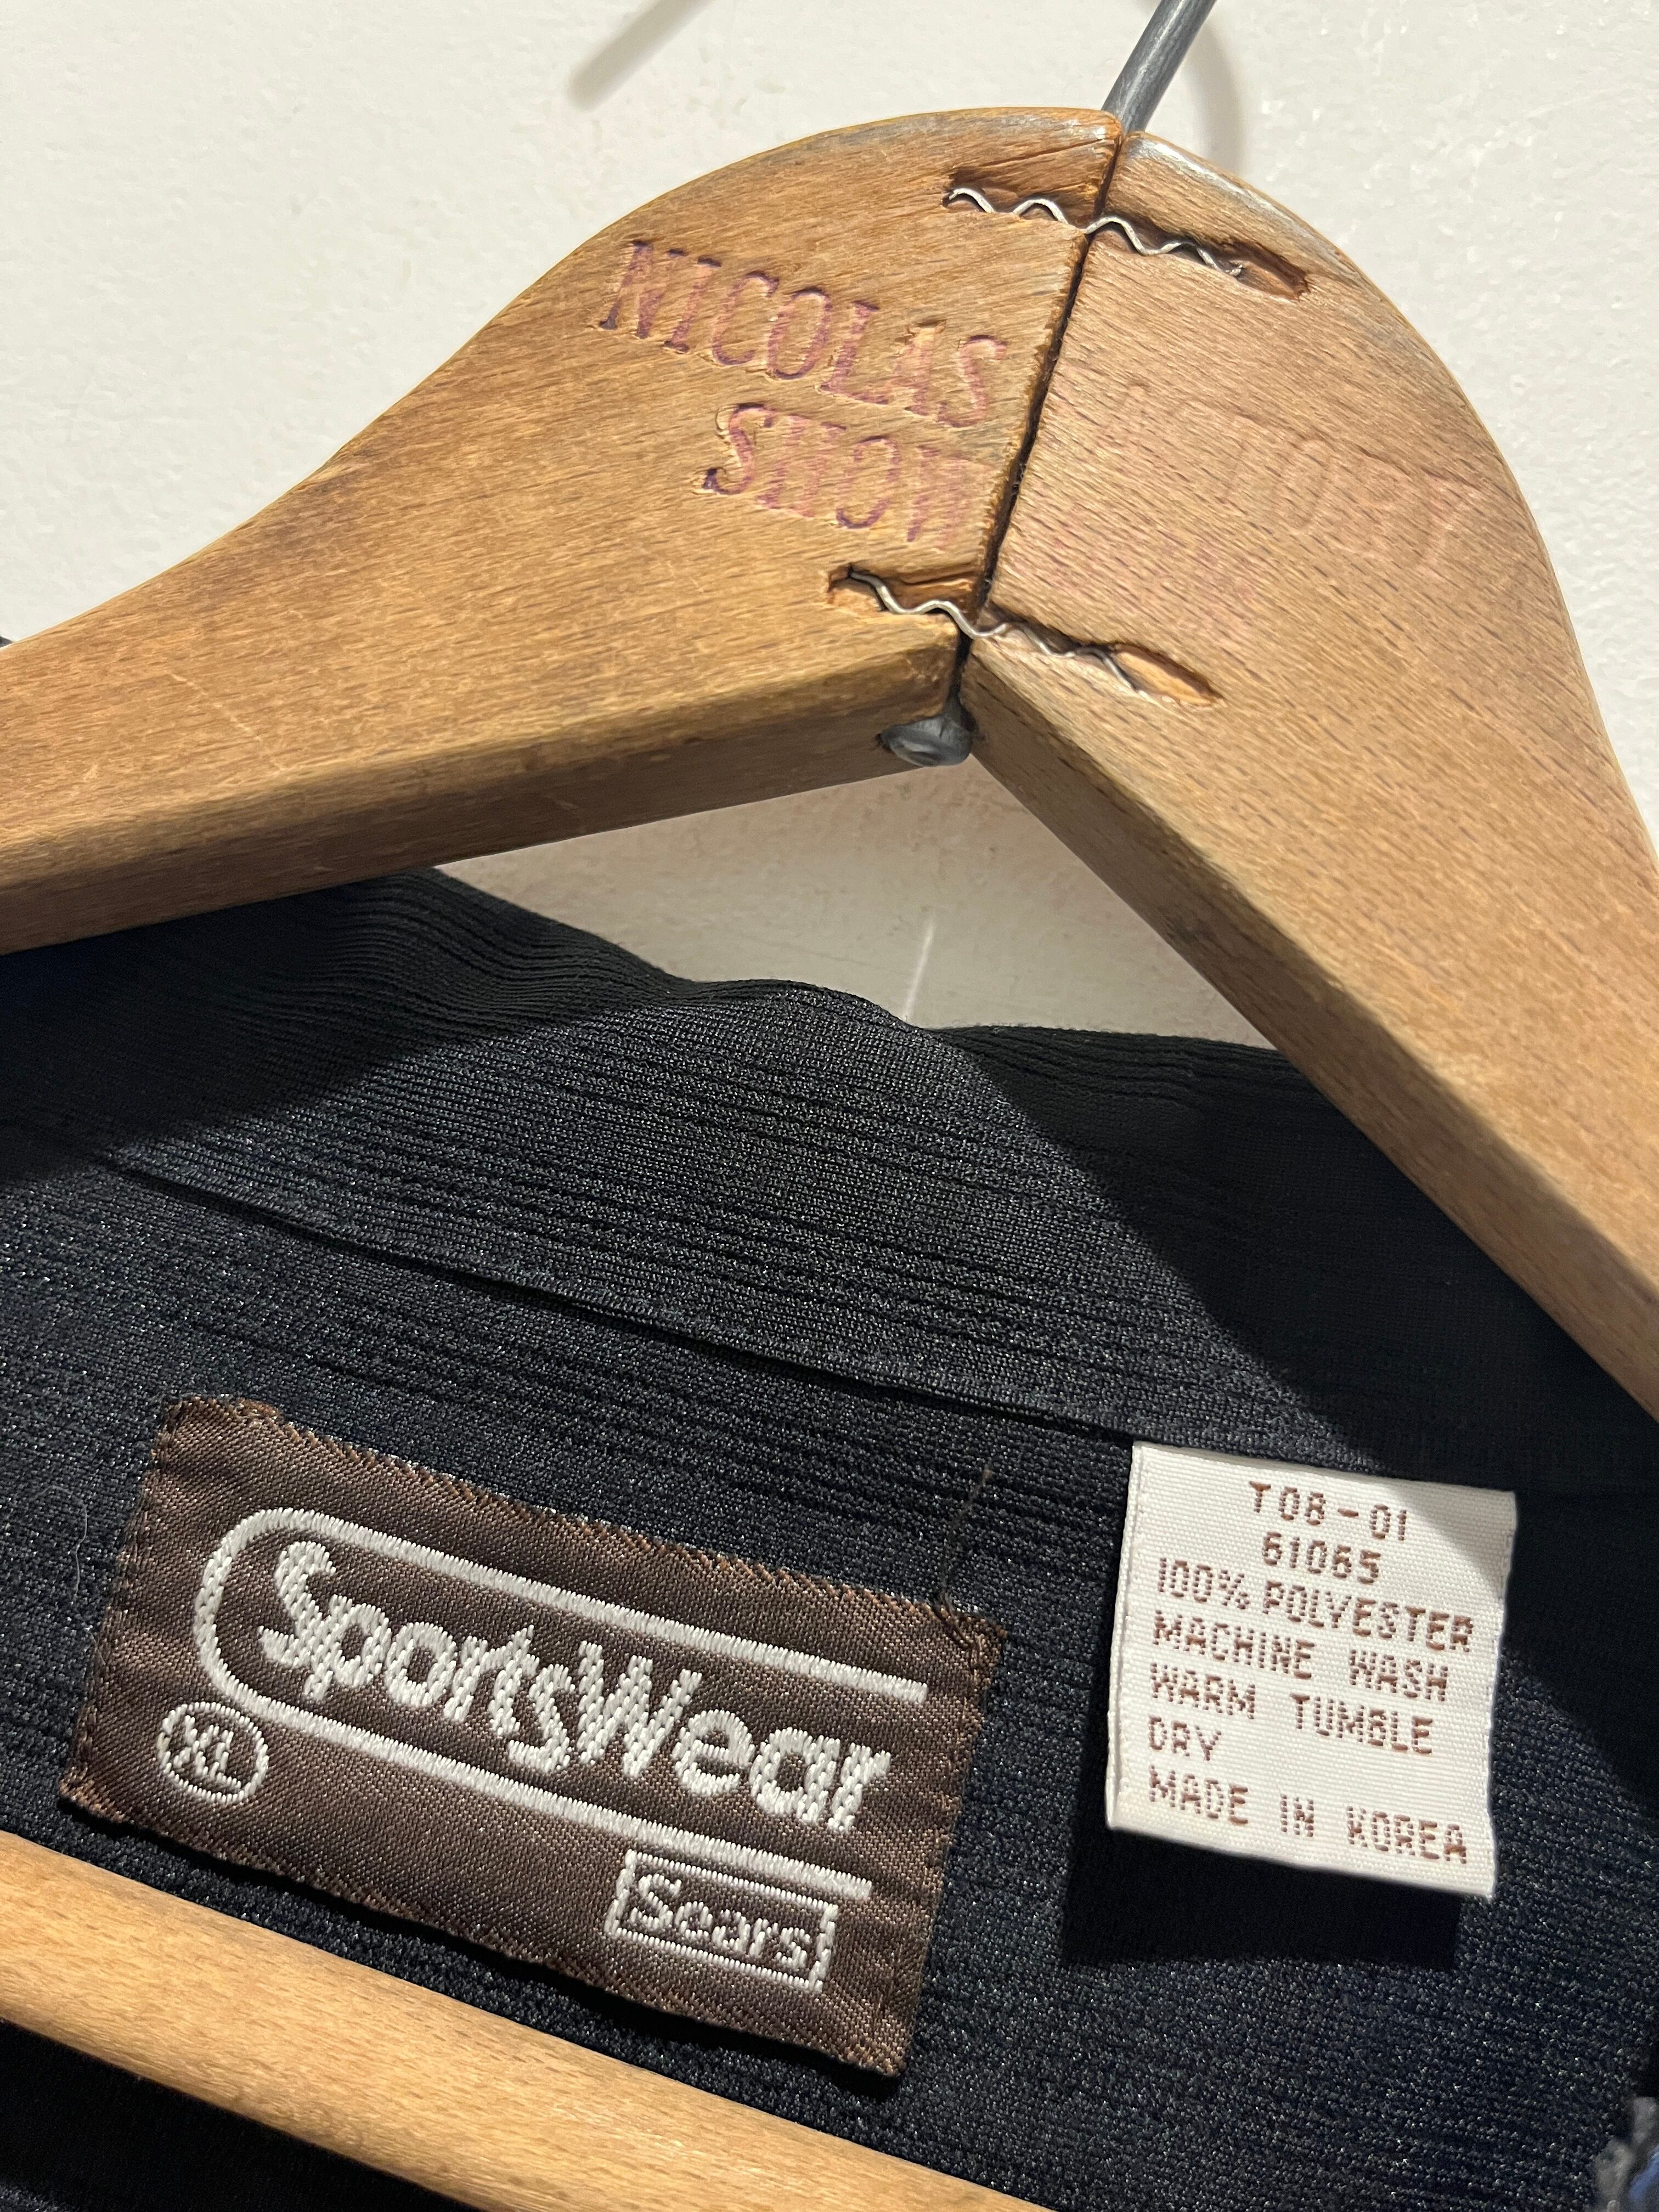 NICOLAS
SHOW
SportsWear
XL
Sears
T08-01
61065
100% POLYESTER
MACHINE WASH
WARM TUMBLE
DRY
MADE IN KOREA